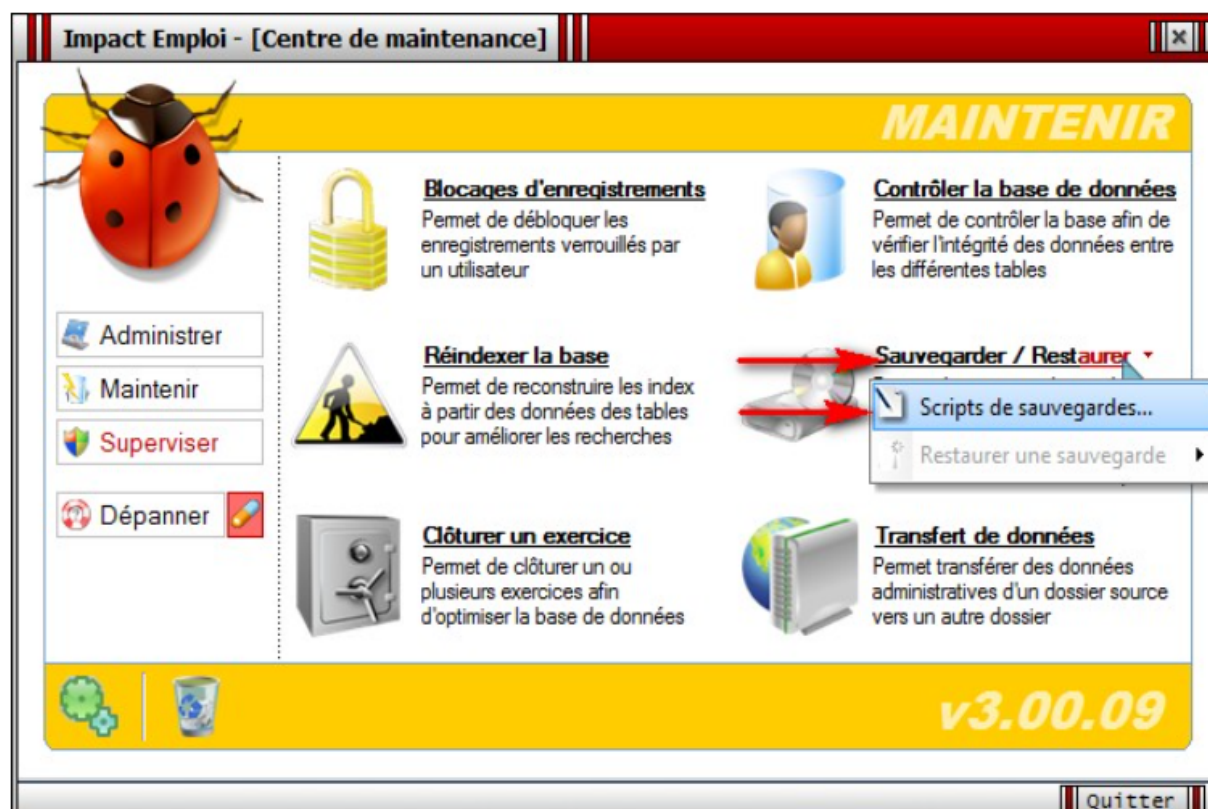 Impact Emploi - [Centre de maintenance]
MAINTENIR
Administrer
Maintenir
Superviser
Dépanner
Blocages d'enregistrements
Permet de débloquer les
enregistrements verrouillés par
un utilisateur
Contrôler la base de données
Permet de contrôler la base afin de
vérifier l'intégrité des données entre
les différentes tables
Réindexer la base
Permet de reconstruire les index
à partir des données des tables
pour améliorer les recherches
Sauvegarder / Restaurer
Scripts de sauvegardes...
Restaurer une sauvegarde
Clôturer un exercice
Permet de clôturer un ou
plusieurs exercices afin
d'optimiser la base de données
Transfert de données
Permet transférer des données
administratives d'un dossier source
vers un autre dossier
v3.00.09
Quitter